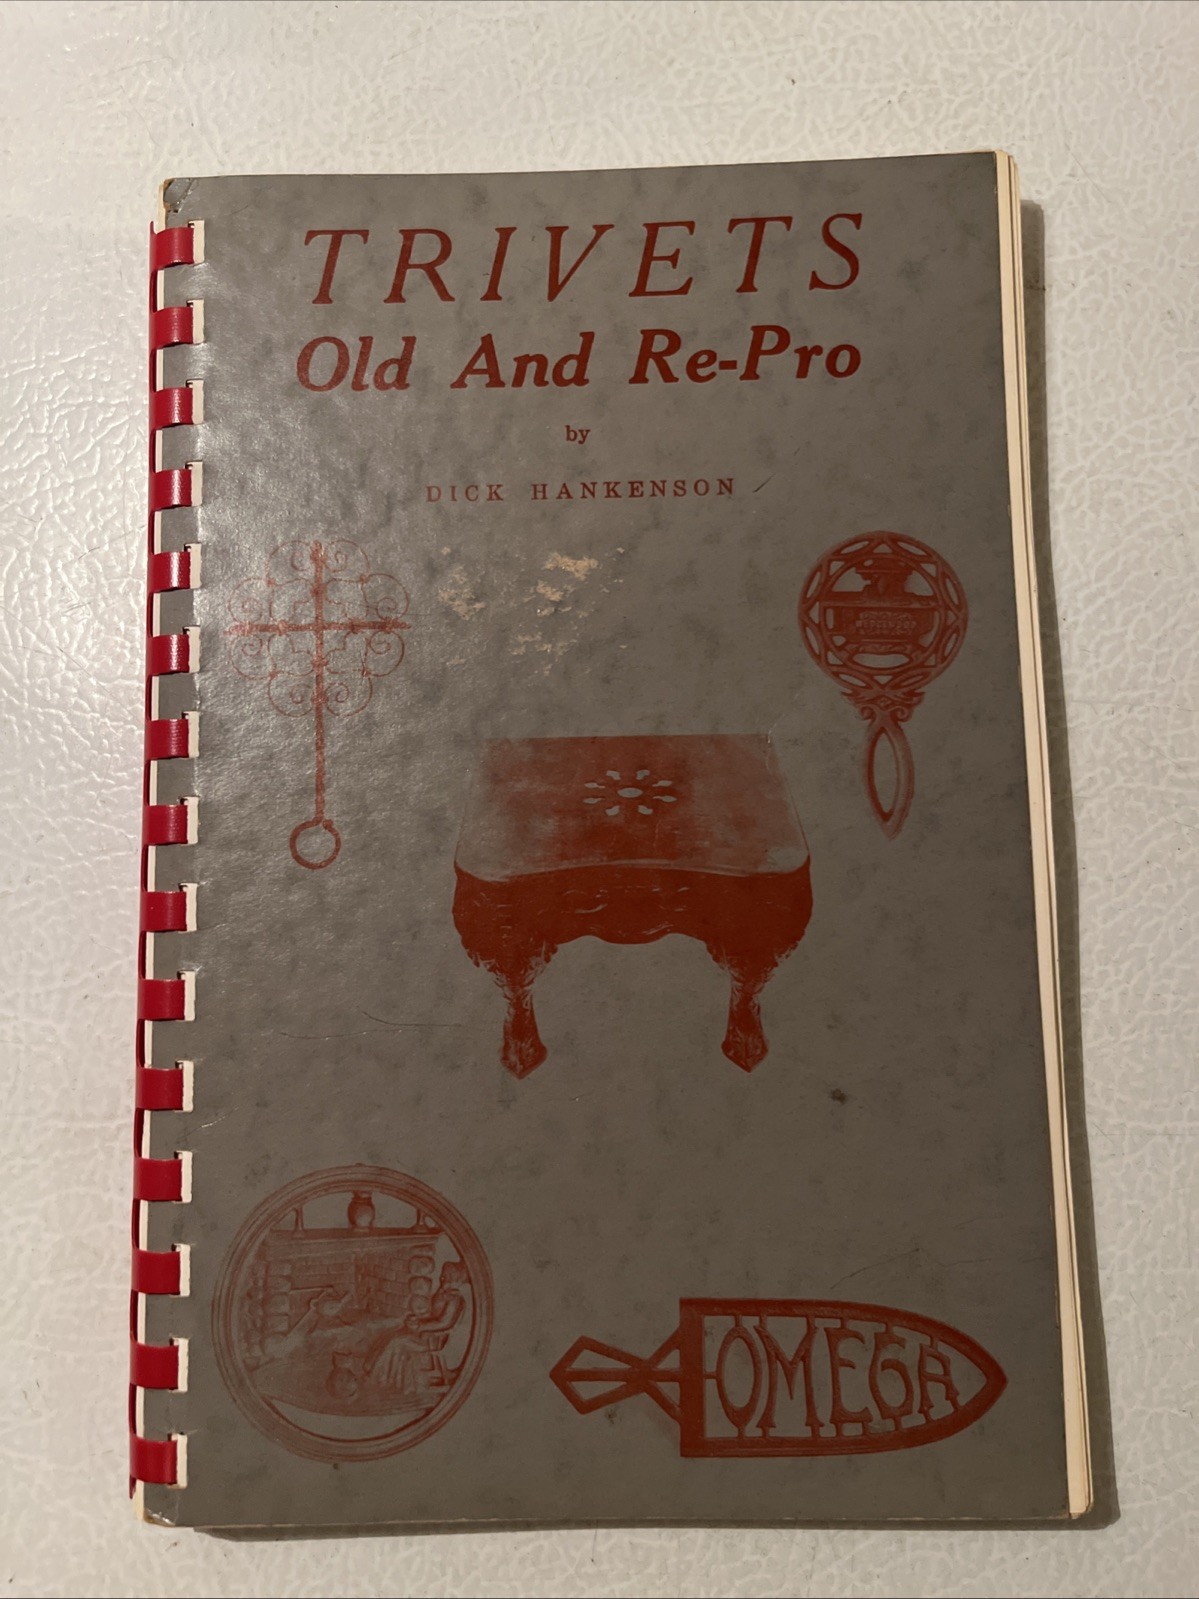 TRIVETS
Old And Re-Pro
by
DICK HANKENSON
OMEGA